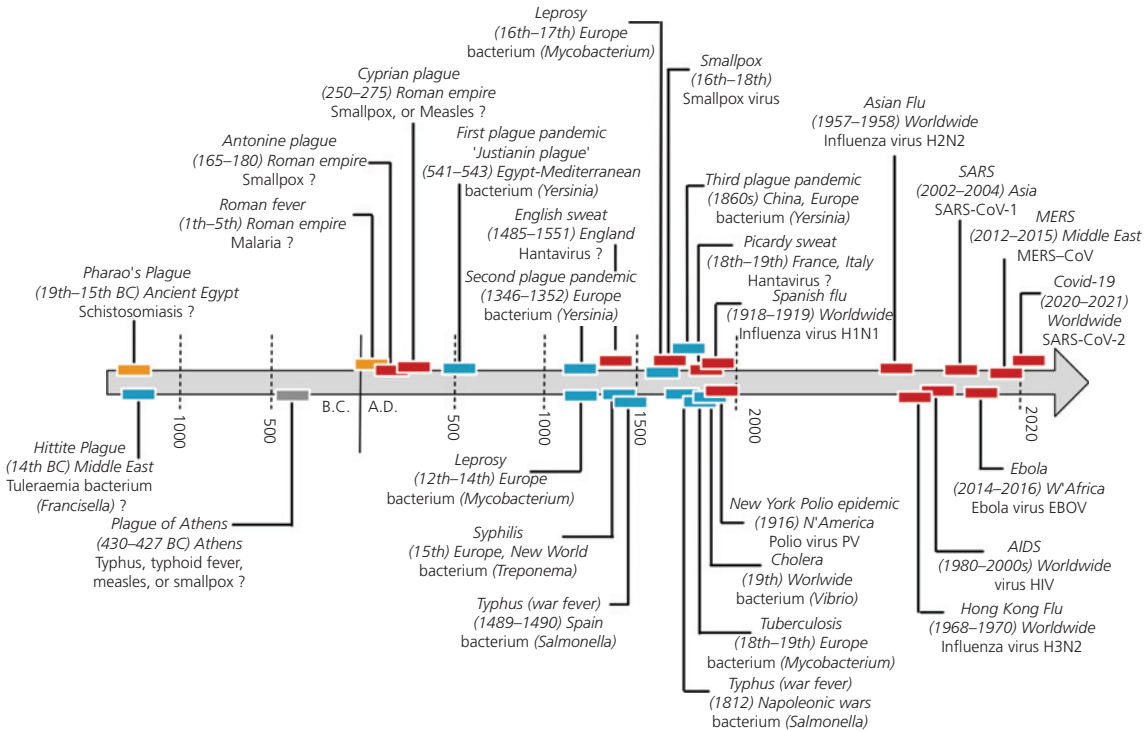 Leprosy
(16th–17th) Europe
bacterium (Mycobacterium)
Smallpox
(16th–18th)
Smallpox virus
Cyprian plague
(250–275) Roman empire
Smallpox, or Measles ?
Asian Flu
(1957–1958) Worldwide
Influenza virus H2N2
Antonine plague
(165–180) Roman empire
Smallpox ?
First plague pandemic
'Justianin plague'
(541–543) Egypt-Mediterranean
bacterium (Yersinia)
Third plague pandemic
(1860s) China, Europe
bacterium (Yersinia)
SARS
(2002–2004) Asia
SARS-CoV-1
Roman fever
(1th–5th) Roman empire
Malaria ?
English sweat
(1485–1551) England
Hantavirus ?
Picardy sweat
(18th–19th) France, Italy
Hantavirus ?
MERS
(2012–2015) Middle East
MERS–CoV
Pharao's Plague
(19th–15th BC) Ancient Egypt
Schistosomiasis ?
Second plague pandemic
(1346–1352) Europe
bacterium (Yersinia)
Spanish flu
(1918–1919) Worldwide
Influenza virus H1N1
Covid-19
(2020–2021)
Worldwide
SARS-CoV-2
B.C. A.D.
1000
500
500
1000
1500
2000
2020
Hittite Plague
(14th BC) Middle East
Tuleraemia bacterium
(Francisella) ?
Plague of Athens
(430–427 BC) Athens
Typhus, typhoid fever,
measles, or smallpox ?
Leprosy
(12th–14th) Europe
bacterium (Mycobacterium)
Syphilis
(15th) Europe, New World
bacterium (Treponema)
Typhus (war fever)
(1489–1490) Spain
bacterium (Salmonella)
New York Polio epidemic
(1916) N'America
Polio virus PV
Cholera
(19th) Worlwide
bacterium (Vibrio)
Tuberculosis
(18th–19th) Europe
bacterium (Mycobacterium)
Typhus (war fever)
(1812) Napoleonic wars
bacterium (Salmonella)
Ebola
(2014–2016) W'Africa
Ebola virus EBOV
AIDS
(1980–2000s) Worldwide
virus HIV
Hong Kong Flu
(1968–1970) Worldwide
Influenza virus H3N2